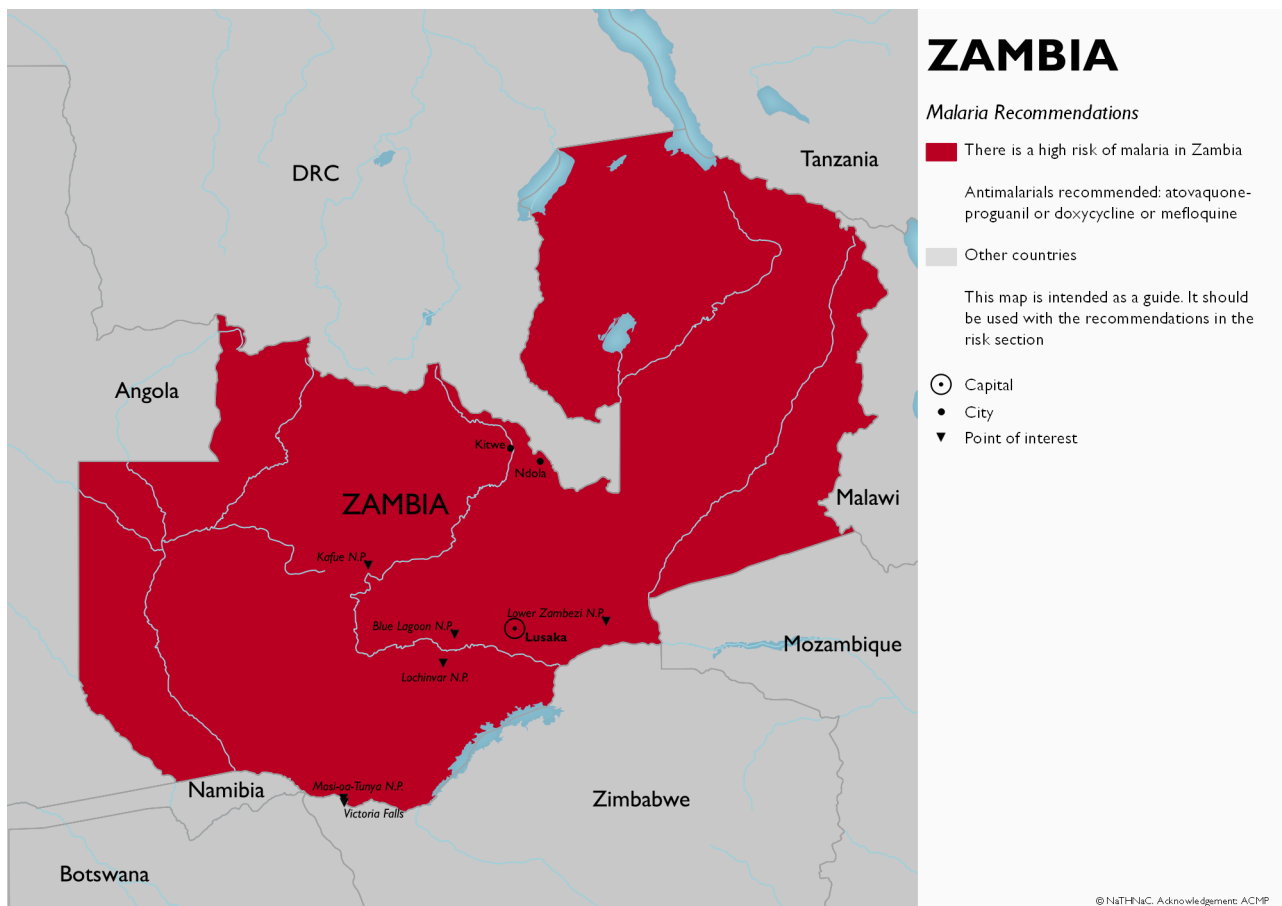 ZAMBIA
Malaria Recommendations
There is a high risk of malaria in Zambia
Antimalarials recommended: atovaquone-
proguanil or doxycycline or mefloquine
Other countries
This map is intended as a guide. It should
be used with the recommendations in the
risk section
Capital
City
Point of interest
DRC
Tanzania
Angola
Kitwe
Ndola
ZAMBIA
Malawi
Kafue N.P.
Lower Zambezi N.P.
Blue Lagoon N.P.
Lusaka
Mozambique
Lochinvar N.P.
Namibia
Mosi-oa-Tunya N.P.
Zimbabwe
Victoria Falls
Botswana
© NaTHNaC. Acknowledgement: ACMP